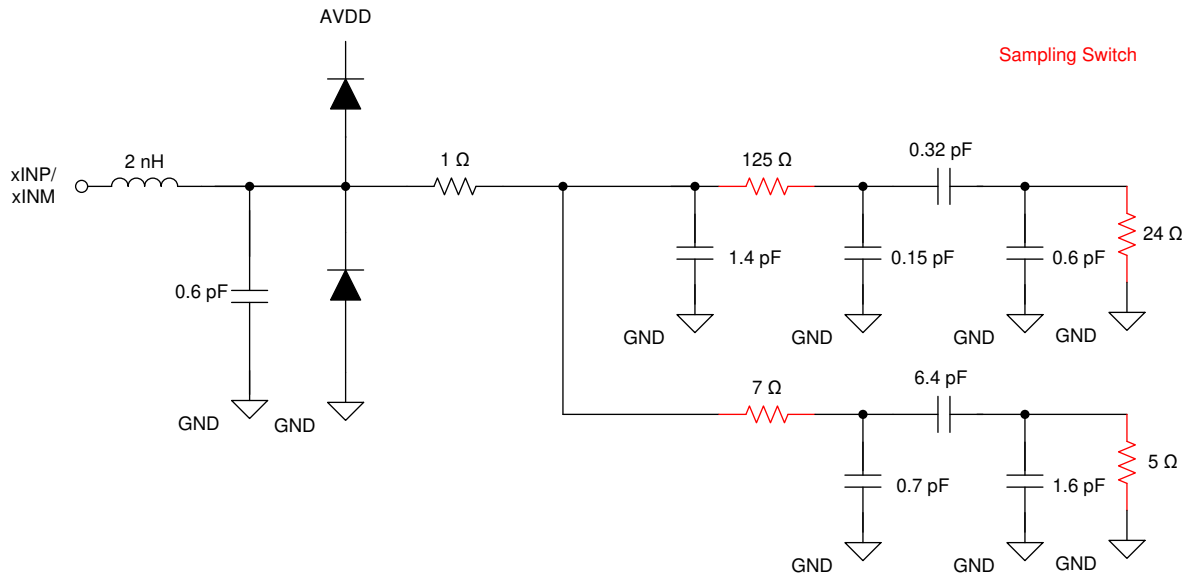 AVDD
Sampling Switch
xINP/
xINM
2 nH
1 Ω
125 Ω
0.32 pF
0.6 pF
1.4 pF
0.15 pF
0.6 pF
24 Ω
GND
GND
GND
GND
7 Ω
6.4 pF
GND
GND
0.7 pF
1.6 pF
5 Ω
GND
GND
GND